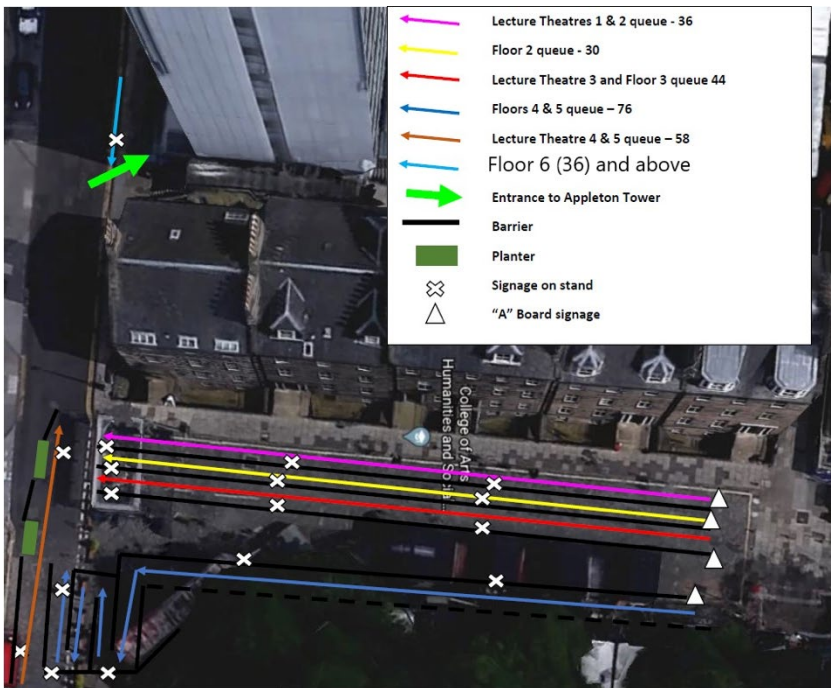 Lecture Theatres 1 & 2 queue - 36
Floor 2 queue - 30
Lecture Theatre 3 and Floor 3 queue 44
Floors 4 & 5 queue – 76
Lecture Theatre 4 & 5 queue – 58
Floor 6 (36) and above
Entrance to Appleton Tower
Barrier
Planter
Signage on stand
“A” Board signage
College of Arts
Humanities and